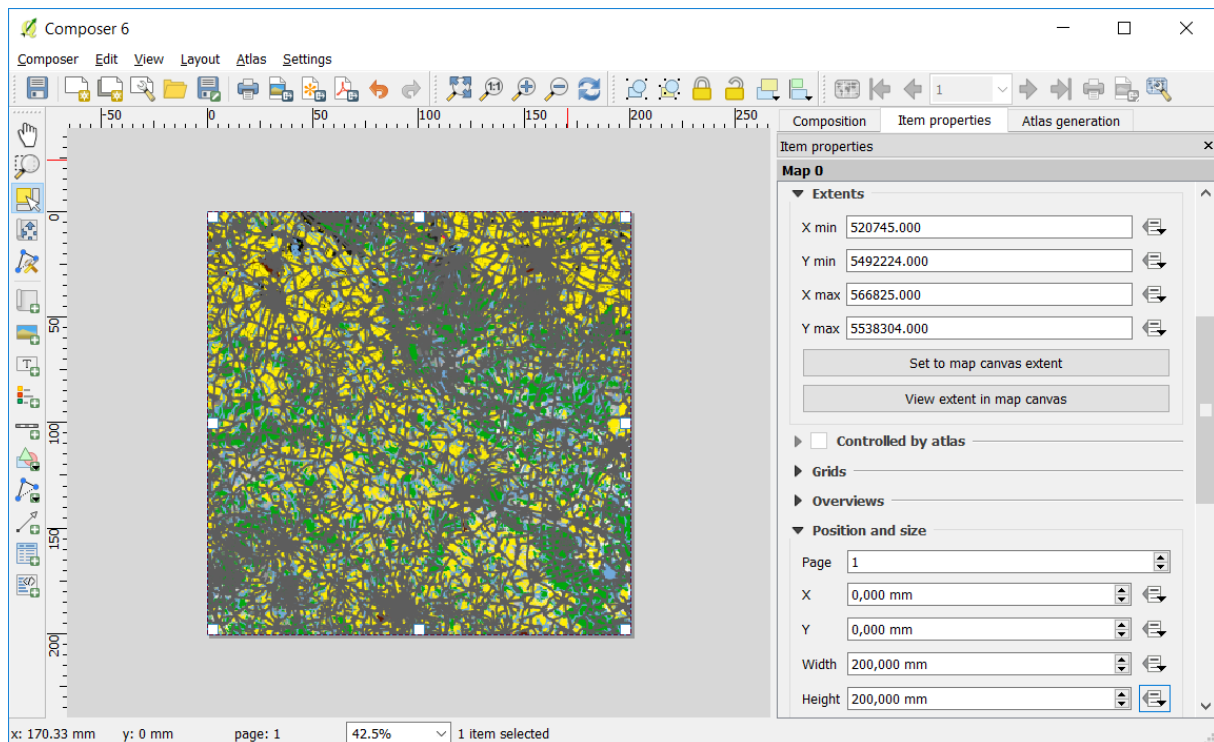 Composer 6
Composer Edit View Layout Atlas Settings
1:1 1
-50 0 50 100 150 200 250
0
50
100
150
200
Composition Item properties Atlas generation
Item properties
Map 0
Extents
X min 520745.000
Y min 5492224.000
X max 566825.000
Y max 5538304.000
Set to map canvas extent
View extent in map canvas
Controlled by atlas
Grids
Overviews
Position and size
Page 1
X 0,000 mm
Y 0,000 mm
Width 200,000 mm
Height 200,000 mm
x: 170.33 mm y: 0 mm page: 1 42.5% 1 item selected